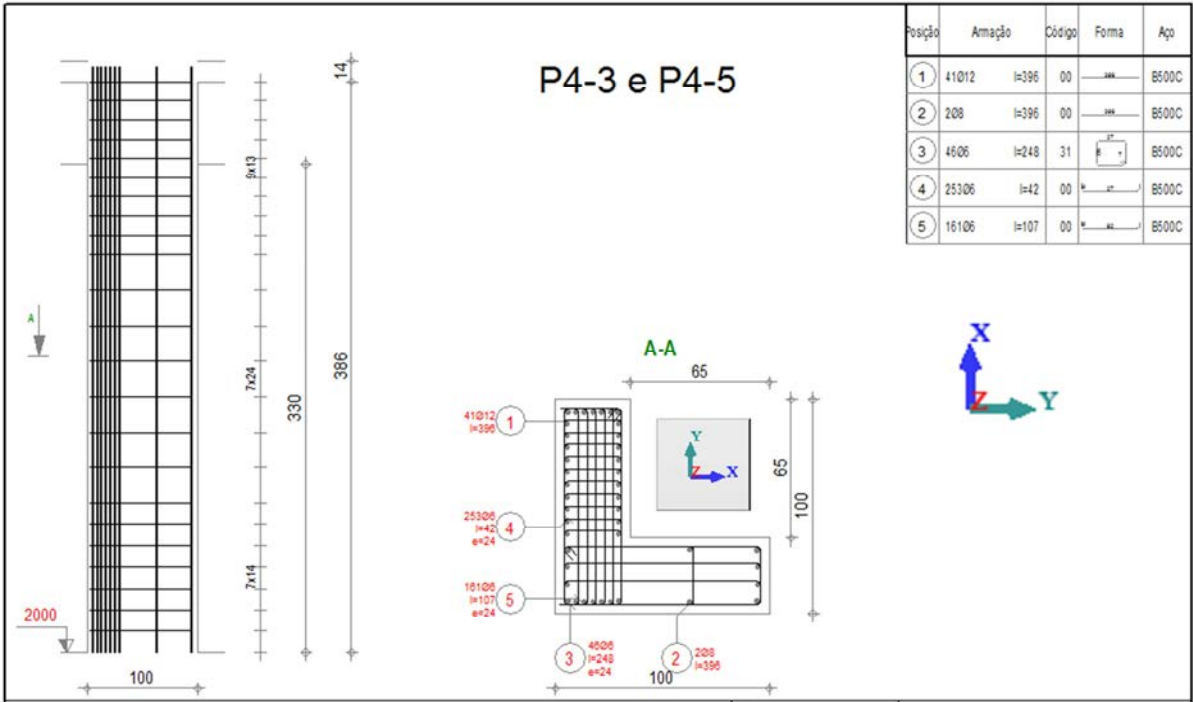 P4-3 e P4-5
Posição Armação Código Forma Aço
1 41Ø12 l=396 00 B500C
2 2Ø8 l=396 00 B500C
3 46Ø6 l=248 31 B500C
4 253Ø6 l=42 00 B500C
5 161Ø6 l=107 00 B500C
14
9x13
386
330
7x24
7x14
A
2000
100
A-A
65
65
100
100
41Ø12
l=396
1
253Ø6
l=42
e=24
4
161Ø6
l=107
e=24
5
3
46Ø6
l=248
e=24
2
2Ø8
l=396
Y
Z X
X
Z Y